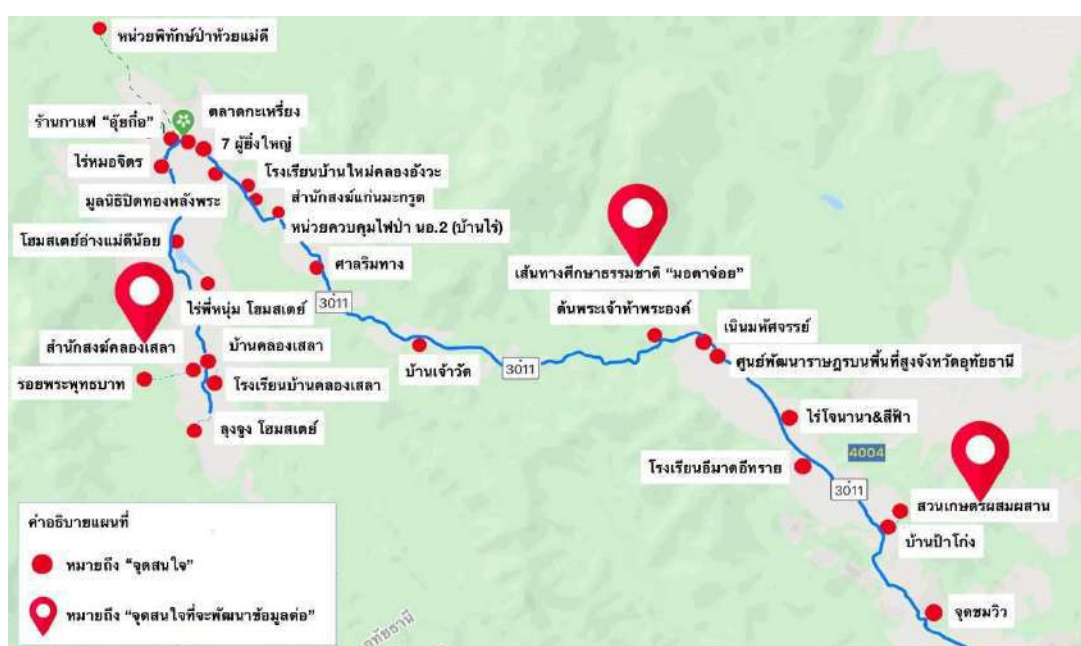 หน่วยพิทักษ์ป่าห้วยแม่ดี
ตลาดกะเหรี่ยง
ร้านกาแฟ “อุ๊ยกื๋อ”
7 ผู้ยิ่งใหญ่
ไร่หมอจิตร
โรงเรียนบ้านใหม่คลองอังวะ
สำนักสงฆ์แก่นมะกรูด
มูลนิธิปิดทองหลังพระ
หน่วยควบคุมไฟป่า นอ.2 (บ้านไร่)
โฮมสเตย์อ่างแม่ดีน้อย
ศาลริมทาง
เส้นทางศึกษาธรรมชาติ “มอตาจ่อย”
ไร่พี่หนุ่ม โฮมสเตย์
3011
ต้นพระเจ้าห้าพระองค์
เนินมหัศจรรย์
สำนักสงฆ์คลองเสลา
บ้านคลองเสลา
บ้านเจ้าวัด
3011
ศูนย์พัฒนาราษฎรบนพื้นที่สูงจังหวัดอุทัยธานี
รอยพระพุทธบาท
โรงเรียนบ้านคลองเสลา
ลุงจูง โฮมสเตย์
ไร่โจนานา&สีฟ้า
4004
โรงเรียนอีมาดอีทราย
3011
สวนเกษตรผสมผสาน
บ้านป้าโก่ง
จุดชมวิว
คำอธิบายแผนที่
หมายถึง “จุดสนใจ”
หมายถึง “จุดสนใจที่จะพัฒนาข้อมูลต่อ”